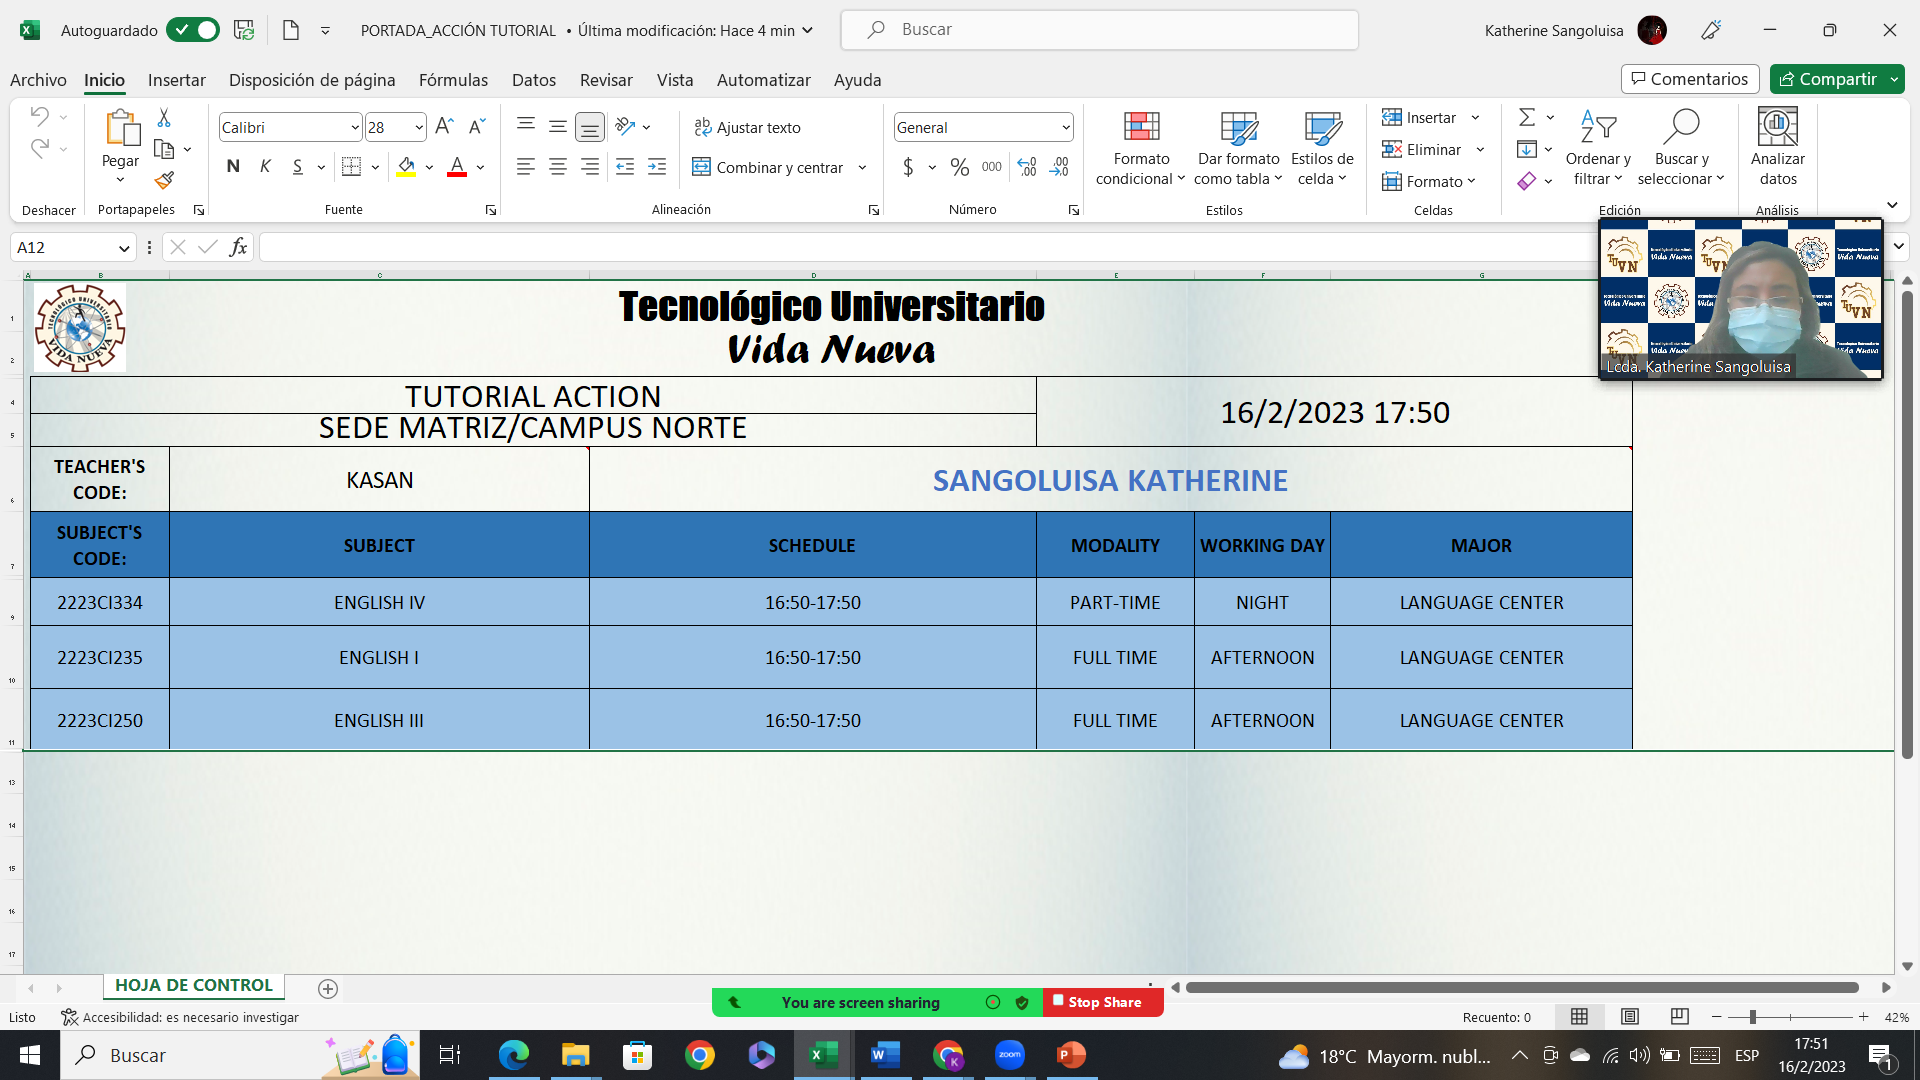 Autoguardado
PORTADA_ACCIÓN TUTORIAL • Última modificación: Hace 4 min
Buscar
Katherine Sangoluisa
Archivo Inicio Insertar Disposición de página Fórmulas Datos Revisar Vista Automatizar Ayuda
Comentarios Compartir
Pegar
Calibri 28
N K S
Ajustar texto
Combinar y centrar
General
$ % 000
Formato condicional
Dar formato como tabla
Estilos de celda
Insertar
Eliminar
Formato
Ordenar y filtrar
Buscar y seleccionar
Analizar datos
Deshacer Portapapeles Fuente Alineación Número Estilos Celdas Edición Análisis
A12
fx
Tecnológico Universitario
Vida Nueva
VIDA NUEVA
Lcda. Katherine Sangoluisa
TUTORIAL ACTION
SEDE MATRIZ/CAMPUS NORTE
16/2/2023 17:50
TEACHER'S CODE: KASAN SANGOLUISA KATHERINE
SUBJECT'S CODE: SUBJECT SCHEDULE MODALITY WORKING DAY MAJOR
2223CI334 ENGLISH IV 16:50-17:50 PART-TIME NIGHT LANGUAGE CENTER
2223CI235 ENGLISH I 16:50-17:50 FULL TIME AFTERNOON LANGUAGE CENTER
2223CI250 ENGLISH III 16:50-17:50 FULL TIME AFTERNOON LANGUAGE CENTER
HOJA DE CONTROL
You are screen sharing Stop Share
Listo Accesibilidad: es necesario investigar
Recuento: 0
42%
Buscar
zoom
18°C Mayorm. nubl...
ESP
17:51
16/2/2023
1